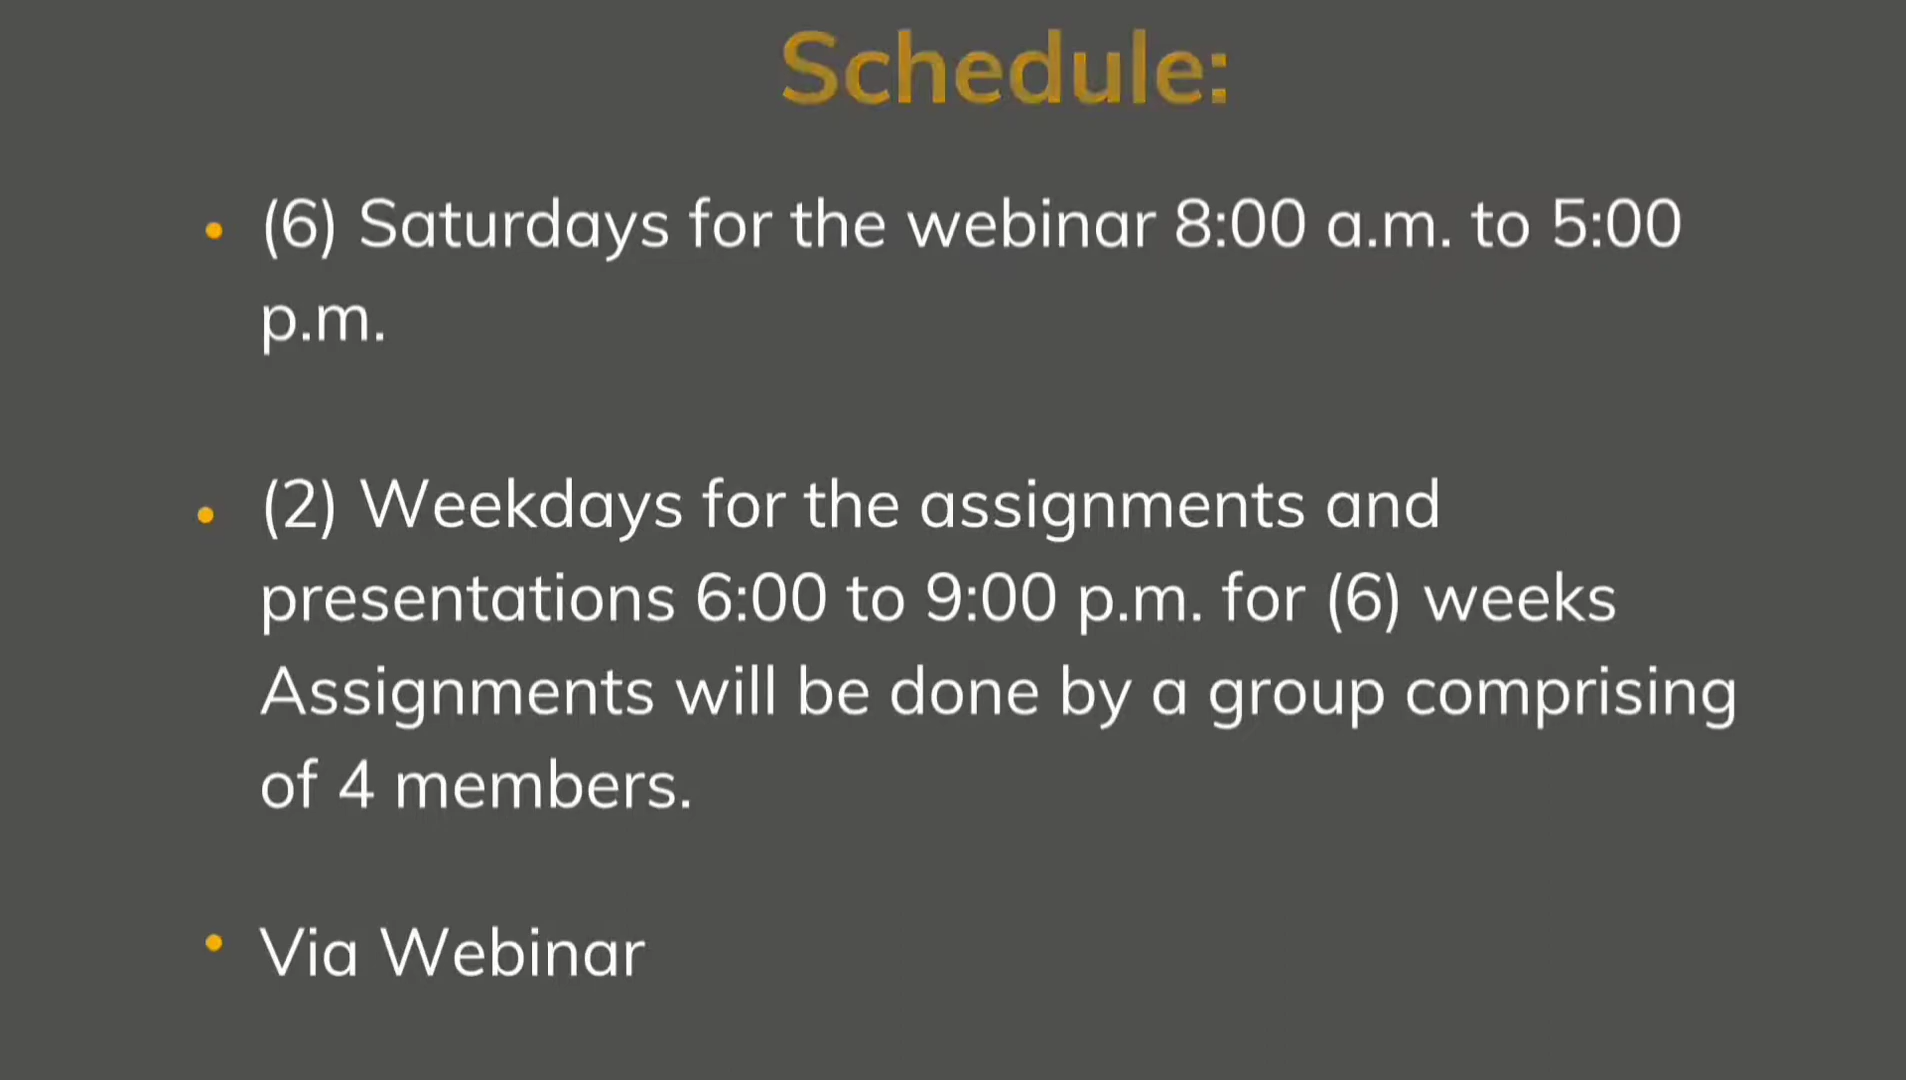 Schedule:
• (6) Saturdays for the webinar 8:00 a.m. to 5:00
p.m.
• (2) Weekdays for the assignments and
presentations 6:00 to 9:00 p.m. for (6) weeks
Assignments will be done by a group comprising
of 4 members.
• Via Webinar